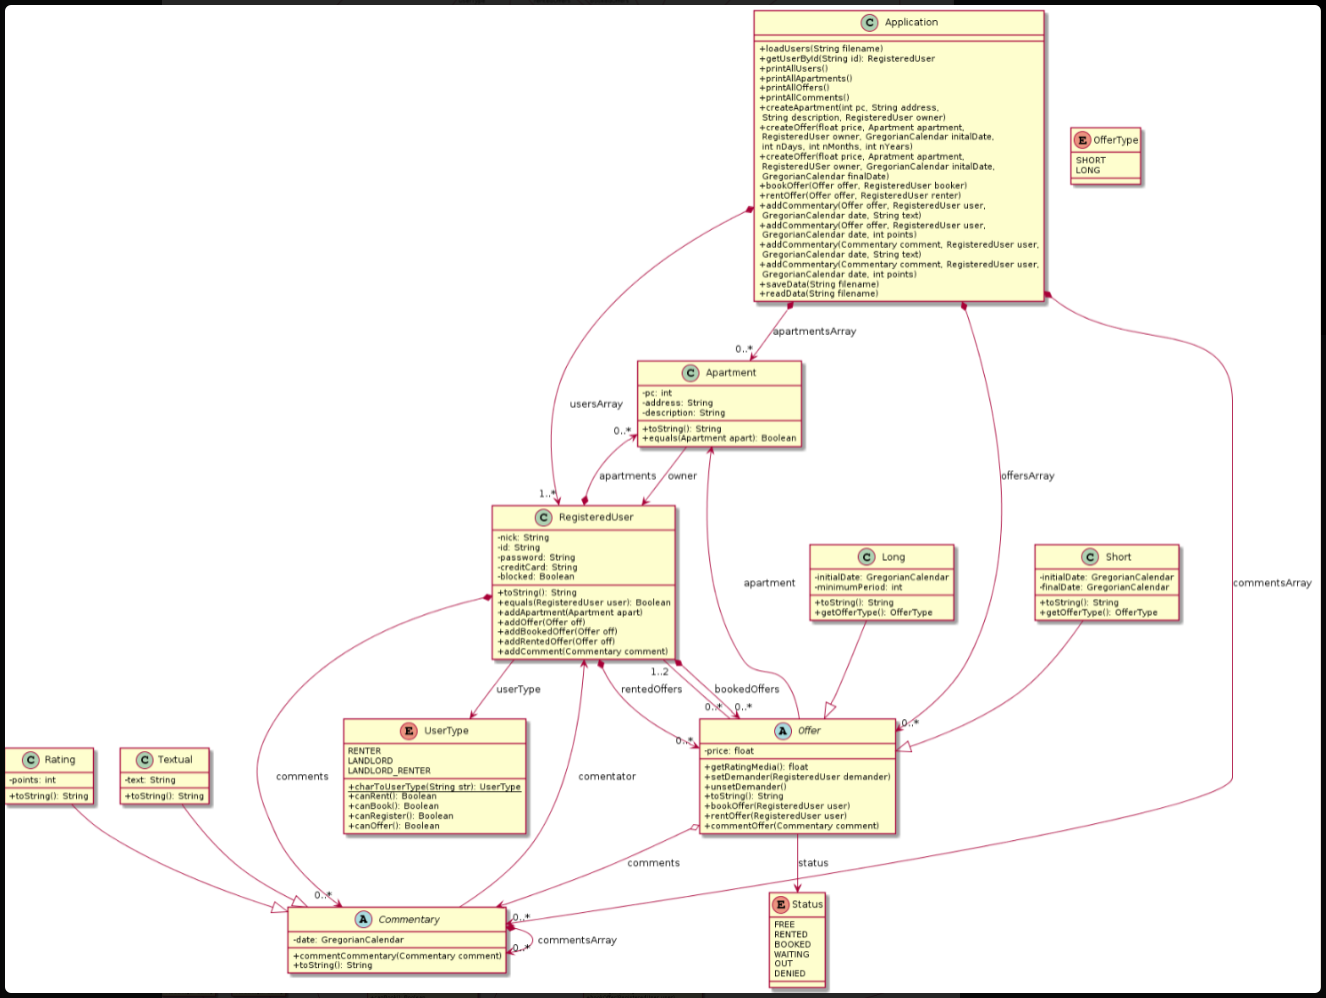 C Application
+loadUsers(String filename)
+getUserById(String id): RegisteredUser
+printAllUsers()
+printAllApartments()
+printAllOffers()
+printAllComments()
+createApartment(int pc, String address,
String description, RegisteredUser owner)
+createOffer(float price, Apartment apartment,
RegisteredUser owner, GregorianCalendar initalDate,
int nDays, int nMonths, int nYears)
+createOffer(float price, Apratment apartment,
RegisteredUSer owner, GregorianCalendar initalDate,
GregorianCalendar finalDate)
+bookOffer(Offer offer, RegisteredUser booker)
+rentOffer(Offer offer, RegisteredUser renter)
+addCommentary(Offer offer, RegisteredUser user,
GregorianCalendar date, String text)
+addCommentary(Offer offer, RegisteredUser user,
GregorianCalendar date, int points)
+addCommentary(Commentary comment, RegisteredUser user,
GregorianCalendar date, String text)
+addCommentary(Commentary comment, RegisteredUser user,
GregorianCalendar date, int points)
+saveData(String filename)
+readData(String filename)
E OfferType
SHORT
LONG
apartmentsArray
0..*
C Apartment
-pc: int
-address: String
-description: String
+toString(): String
+equals(Apartment apart): Boolean
usersArray
0..*
apartments
owner
offersArray
1..*
C RegisteredUser
-nick: String
-id: String
-password: String
-creditCard: String
-blocked: Boolean
+toString(): String
+equals(RegisteredUser user): Boolean
+addApartment(Apartment apart)
+addOffer(Offer off)
+addBookedOffer(Offer off)
+addRentedOffer(Offer off)
+addComment(Commentary comment)
apartment
C Long
-initialDate: GregorianCalendar
-minimumPeriod: int
+toString(): String
+getOfferType(): OfferType
C Short
-initialDate: GregorianCalendar
-finalDate: GregorianCalendar
+toString(): String
+getOfferType(): OfferType
commentsArray
1..2
userType
rentedOffers
bookedOffers
0..*
0..*
0..*
0..*
E UserType
RENTER
LANDLORD
LANDLORD_RENTER
+charToUserType(String str): UserType
+canRent(): Boolean
+canBook(): Boolean
+canRegister(): Boolean
+canOffer(): Boolean
A Offer
-price: float
+getRatingMedia(): float
+setDemander(RegisteredUser demander)
+unsetDemander()
+toString(): String
+bookOffer(RegisteredUser user)
+rentOffer(RegisteredUser user)
+commentOffer(Commentary comment)
C Rating
-points: int
+toString(): String
C Textual
-text: String
+toString(): String
comments
comentator
comments
status
0..*
A Commentary
-date: GregorianCalendar
+commentCommentary(Commentary comment)
+toString(): String
0..*
commentsArray
0..*
E Status
FREE
RENTED
BOOKED
WAITING
OUT
DENIED